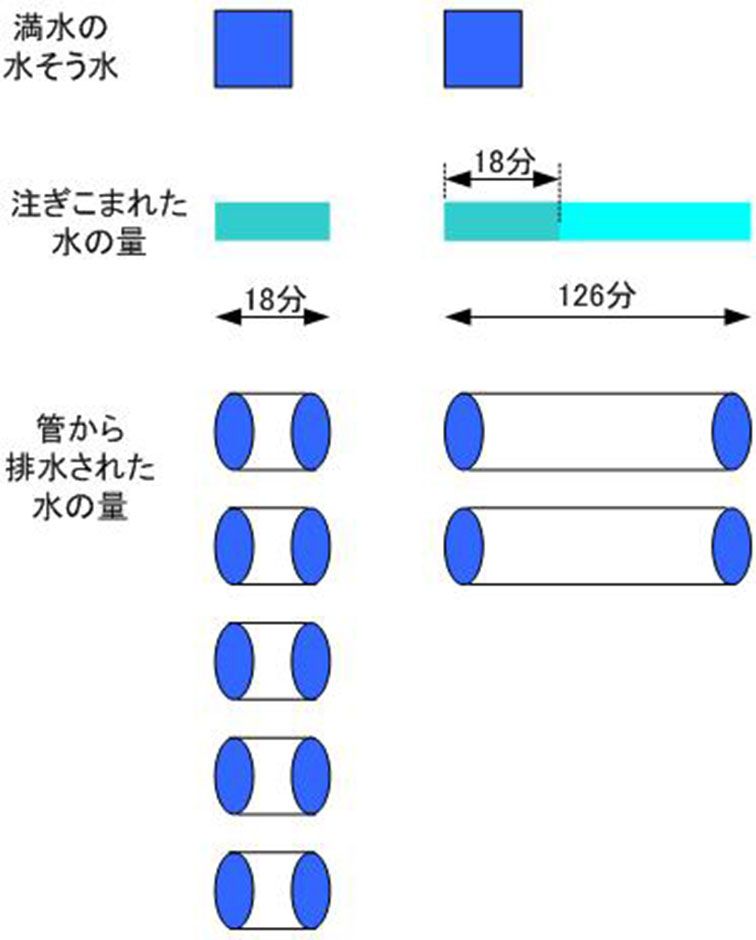 満水の
水そう水
18分
注ぎこまれた
水の量
18分
126分
管から
排水された
水の量